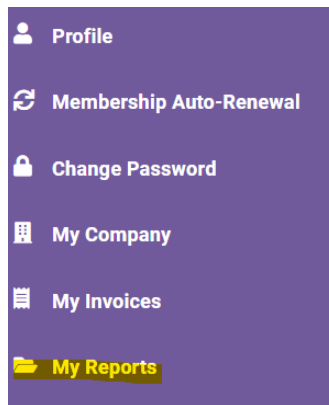 Profile
Membership Auto-Renewal
Change Password
My Company
My Invoices
My Reports